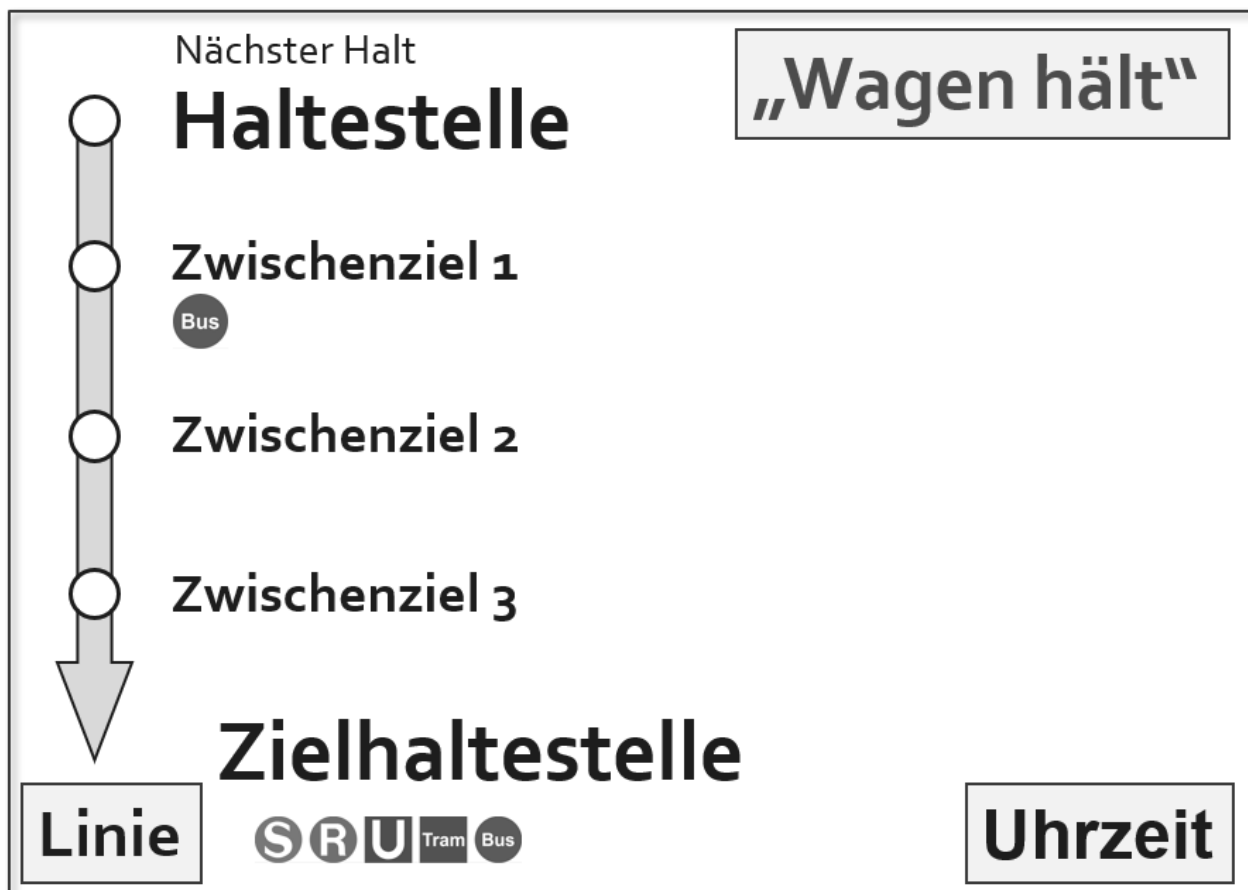 Nächster Halt
Haltestelle
„Wagen hält“
Zwischenziel 1
Bus
Zwischenziel 2
Zwischenziel 3
Zielhaltestelle
Linie
S R U Tram Bus
Uhrzeit